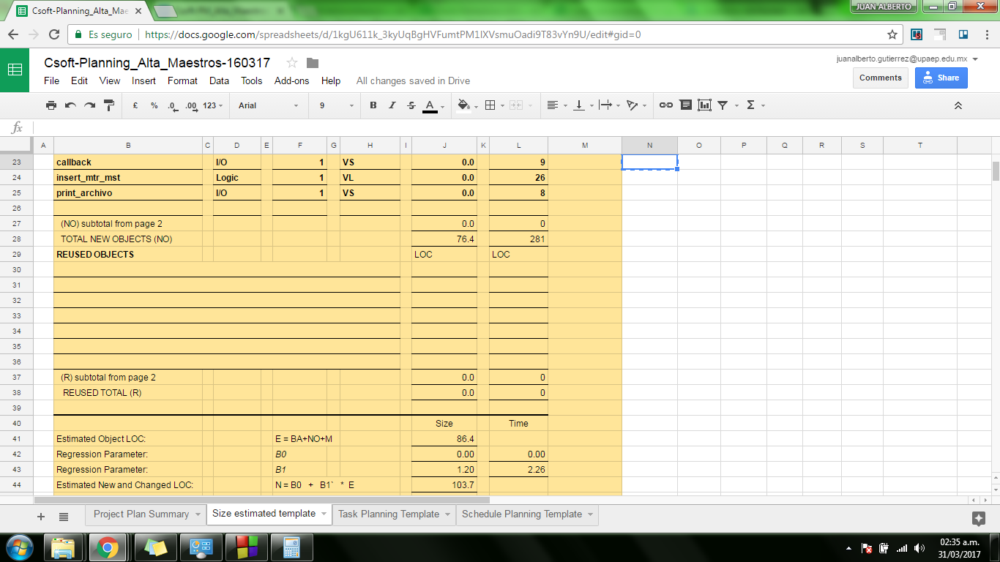 Csoft-Planning_Alta_Mae
JUAN ALBERTO
Es seguro https://docs.google.com/spreadsheets/d/1kgU611k_3kyUqBgHVFumtPM1IXVsmuOadi9T83vYn9U/edit#gid=0
Csoft-Planning_Alta_Maestros-160317
juanalberto.gutierrez@upaep.edu.mx
File Edit View Insert Format Data Tools Add-ons Help All changes saved in Drive
Comments Share
£ % .0 .00 123 Arial 9 B I S A Σ
fx
A B C D E F G H I J K L M N O P Q R S T
23 callback I/O 1 VS 0.0 9
24 insert_mtr_mst Logic 1 VL 0.0 26
25 print_archivo I/O 1 VS 0.0 8
26
27 (NO) subtotal from page 2 0.0 0
28 TOTAL NEW OBJECTS (NO) 76.4 281
29 REUSED OBJECTS LOC LOC
30
31
32
33
34
35
36
37 (R) subtotal from page 2 0.0 0
38 REUSED TOTAL (R) 0.0 0
39
40 Size Time
41 Estimated Object LOC: E = BA+NO+M 86.4
42 Regression Parameter: B0 0.00 0.00
43 Regression Parameter: B1 1.20 2.26
44 Estimated New and Changed LOC: N = B0 + B1` * E 103.7
Project Plan Summary Size estimated template Task Planning Template Schedule Planning Template
02:35 a.m.
31/03/2017